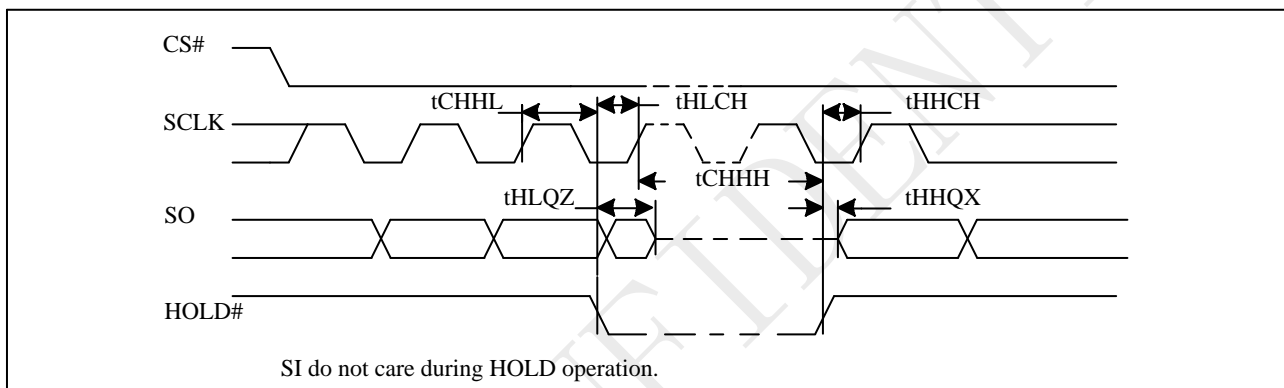 CS#
tCHHL tHLCH tHHCH
SCLK
tCHHH
tHLQZ tHHQX
SO
HOLD#
SI do not care during HOLD operation.